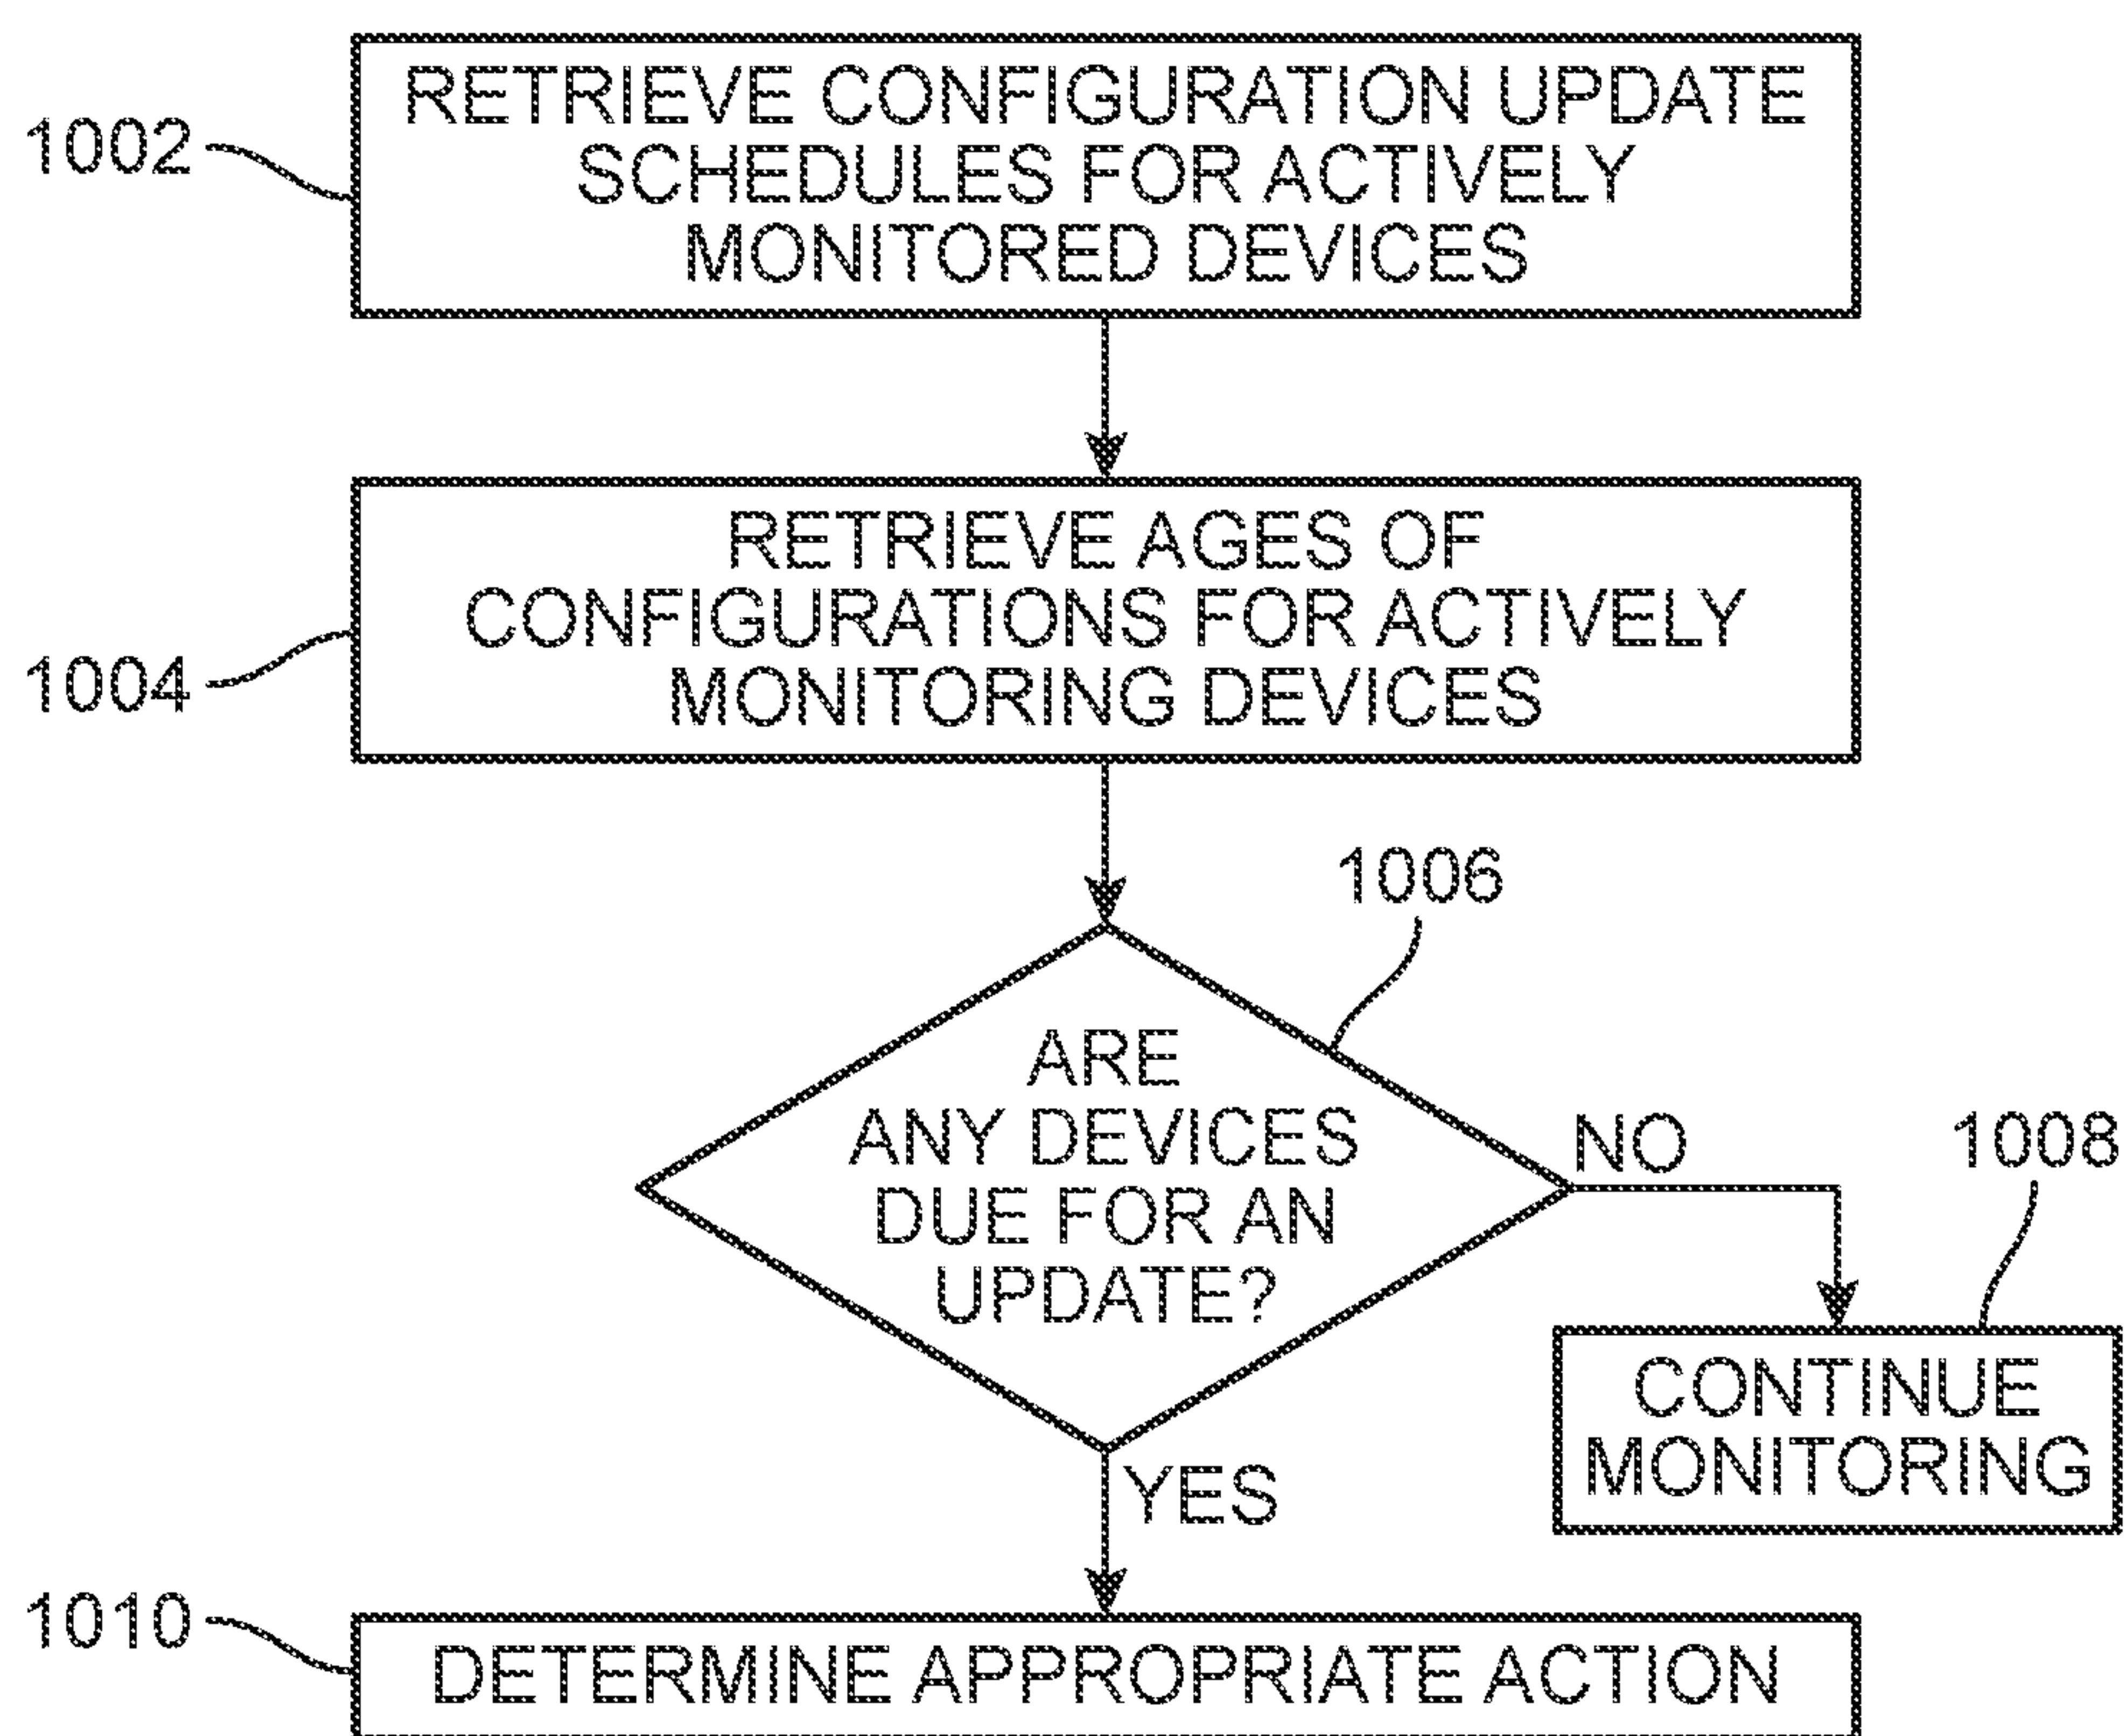 RETRIEVE CONFIGURATION UPDATE
SCHEDULES FOR ACTIVELY
MONITORED DEVICES
1002
RETRIEVE AGES OF
CONFIGURATIONS FOR ACTIVELY
MONITORING DEVICES
1004
1006
ARE
ANY DEVICES
DUE FOR AN
UPDATE?
NO
1008
CONTINUE
MONITORING
YES
1010
DETERMINE APPROPRIATE ACTION